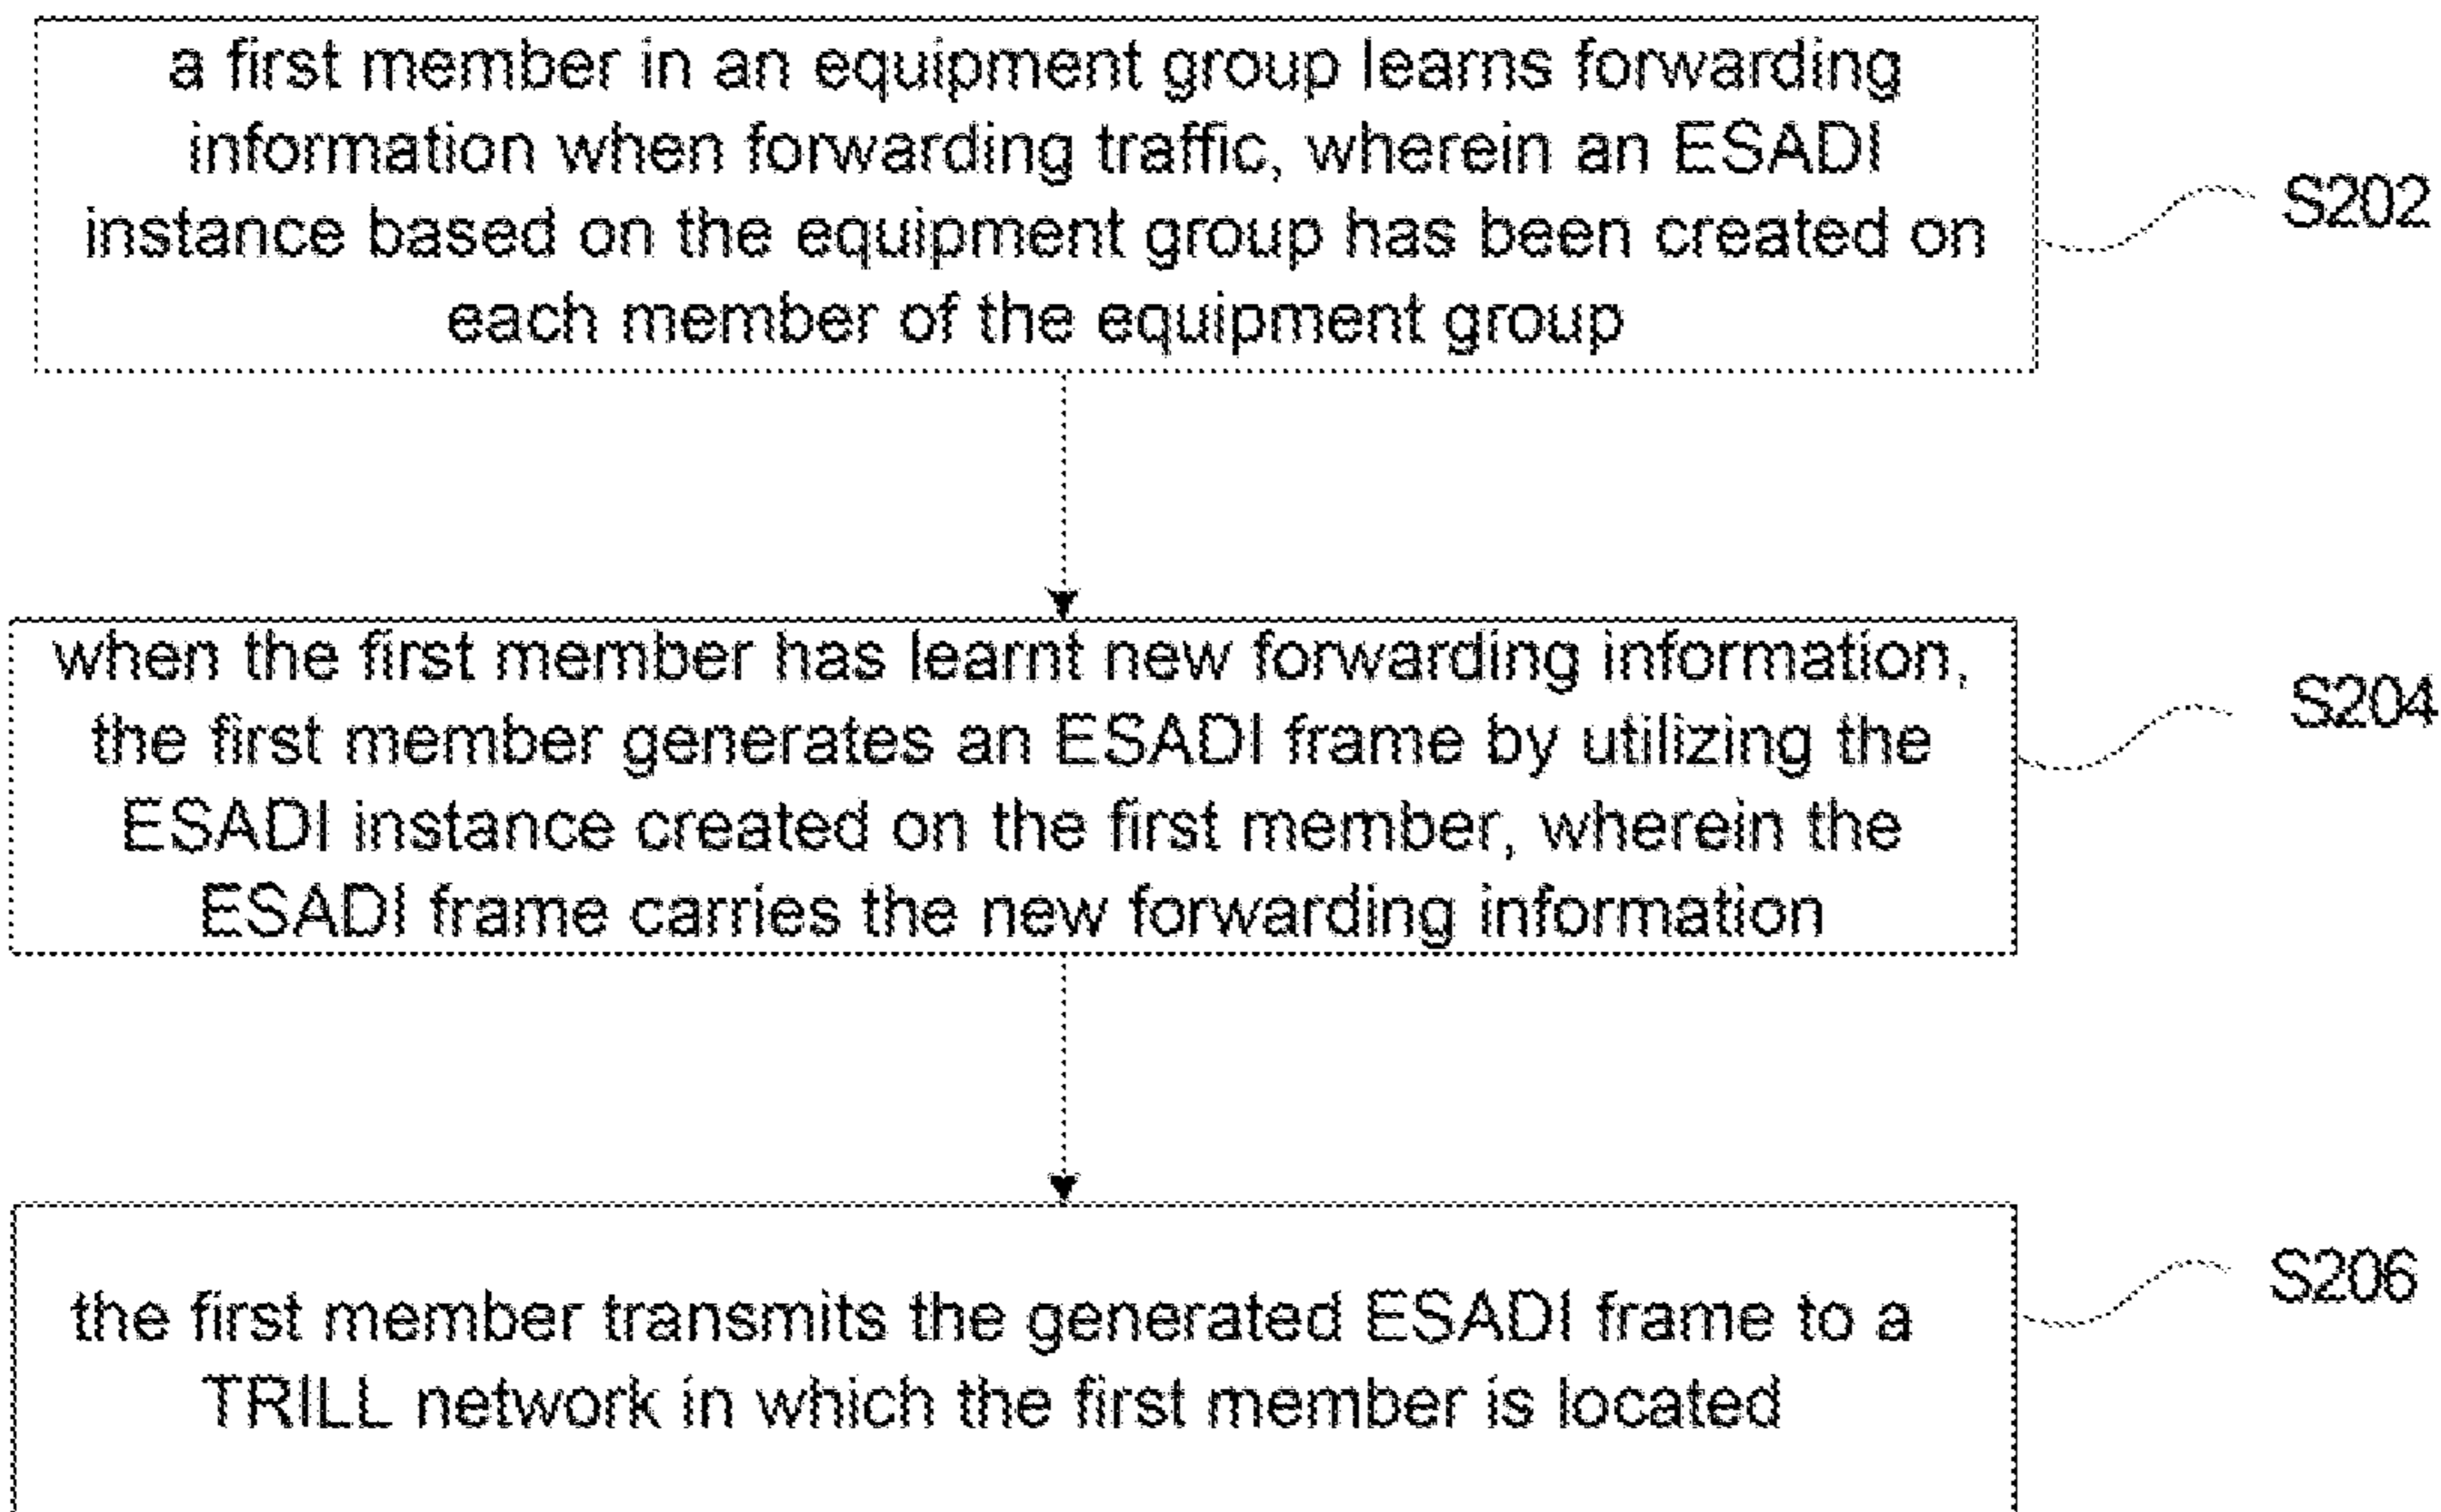 a first member in an equipment group learns forwarding
information when forwarding traffic, wherein an ESADI
instance based on the equipment group has been created on
each member of the equipment group
S202
when the first member has learnt new forwarding information,
the first member generates an ESADI frame by utilizing the
ESADI instance created on the first member, wherein the
ESADI frame carries the new forwarding information
S204
the first member transmits the generated ESADI frame to a
TRILL network in which the first member is located
S206